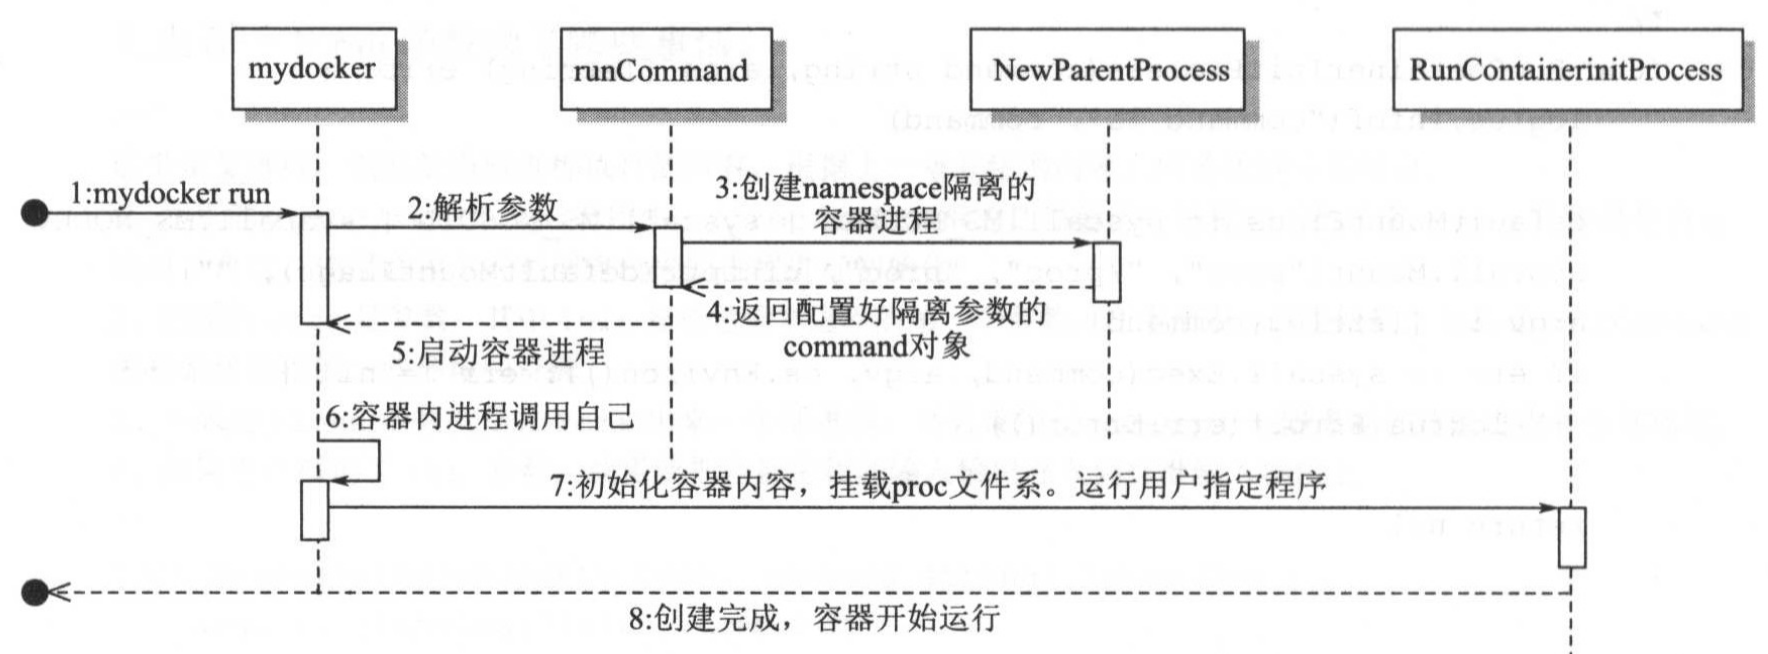 mydocker
runCommand
NewParentProcess
RunContainerinitProcess
1:mydocker run
2:解析参数
3:创建namespace隔离的
容器进程
4:返回配置好隔离参数的
command对象
5:启动容器进程
6:容器内进程调用自己
7:初始化容器内容，挂载proc文件系。运行用户指定程序
8:创建完成，容器开始运行